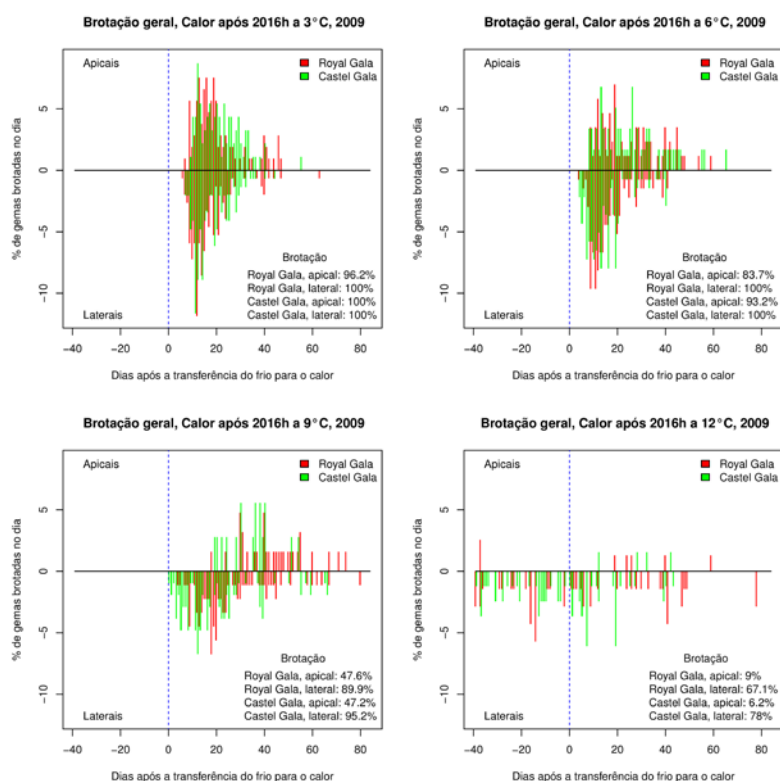 Brotação geral, Calor após 2016h a 3°C, 2009
Apicais
Royal Gala
Castel Gala
% de gemas brotadas no dia
5
0
−5
−10
Brotação
Royal Gala, apical: 96.2%
Royal Gala, lateral: 100%
Castel Gala, apical: 100%
Castel Gala, lateral: 100%
Laterais
−40 −20 0 20 40 60 80
Dias após a transferência do frio para o calor
Brotação geral, Calor após 2016h a 6°C, 2009
Apicais
Royal Gala
Castel Gala
% de gemas brotadas no dia
5
0
−5
−10
Brotação
Royal Gala, apical: 83.7%
Royal Gala, lateral: 100%
Castel Gala, apical: 93.2%
Castel Gala, lateral: 100%
Laterais
−40 −20 0 20 40 60 80
Dias após a transferência do frio para o calor
Brotação geral, Calor após 2016h a 9°C, 2009
Apicais
Royal Gala
Castel Gala
% de gemas brotadas no dia
5
0
−5
−10
Brotação
Royal Gala, apical: 47.6%
Royal Gala, lateral: 89.9%
Castel Gala, apical: 47.2%
Castel Gala, lateral: 95.2%
Laterais
−40 −20 0 20 40 60 80
Dias após a transferência do frio para o calor
Brotação geral, Calor após 2016h a 12°C, 2009
Apicais
Royal Gala
Castel Gala
% de gemas brotadas no dia
5
0
−5
−10
Brotação
Royal Gala, apical: 9%
Royal Gala, lateral: 67.1%
Castel Gala, apical: 6.2%
Castel Gala, lateral: 78%
Laterais
−40 −20 0 20 40 60 80
Dias após a transferência do frio para o calor